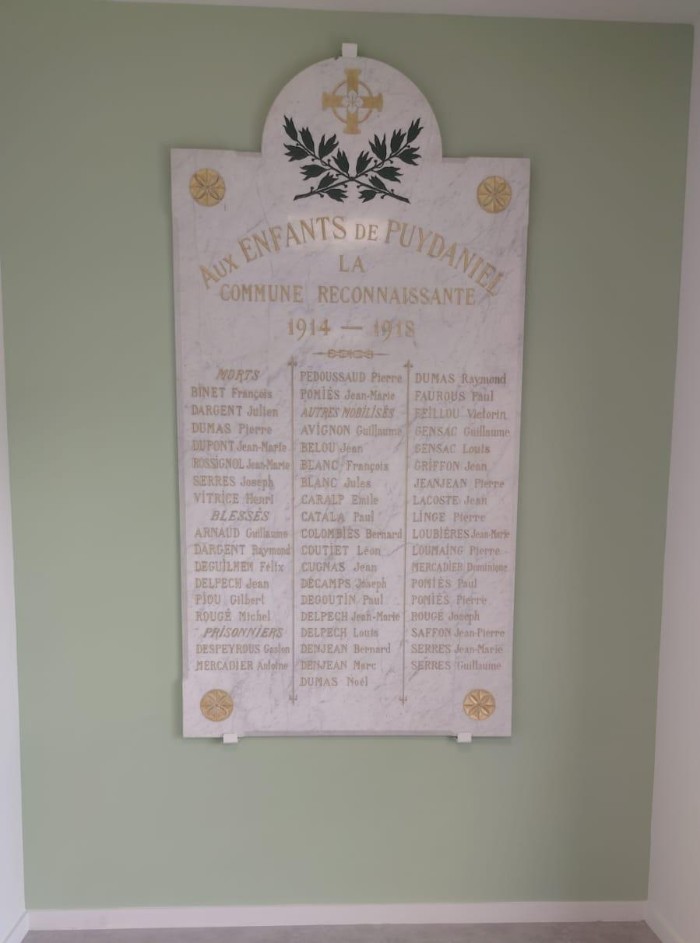 AUX ENFANTS DE PUYDANIEL
LA
COMMUNE RECONNAISSANTE
1914 — 1918
MORTS
BINET François
DARGENT Julien
DUMAS Pierre
DUPONT Jean-Marie
ROSSIGNOL Jean-Marie
SERRES Joseph
VITRICE Henri
BLESSÉS
ARNAUD Guillaume
DARGENT Raymond
DEGUILHEM Felix
DELPECH Jean
PIOU Gilbert
ROUGÉ Michel
PRISONNIERS
DESPEYROUS Gaston
MERCADIER Antoine
PEDOUSSAUD Pierre
POMIÈS Jean-Marie
AUTRES MOBILISÉS
AVIGNON Guillaume
BELOU Jean
BLANC François
BLANC Jules
CARALP Emile
CATALA Paul
COLOMBIÈS Bernard
COUTIET Léon
CUGNAS Jean
DÉCAMPS Joseph
DEGOUTIN Paul
DELPECH Jean-Marie
DELPECH Louis
DENJEAN Bernard
DENJEAN Marc
DUMAS Noël
DUMAS Raymond
FAUROUS Paul
FEILLOU Victorin
GENSAC Guillaume
GENSAC Louis
GRIFFON Jean
JEANJEAN Pierre
LACOSTE Jean
LINGE Pierre
LOUBIÈRES Jean-Marie
LOUMAING Pierre
MERCADIER Dominique
POMIÈS Paul
POMIÈS Pierre
ROUGE Joseph
SAFFON Jean-Pierre
SERRES Jean-Marie
SERRES Guillaume